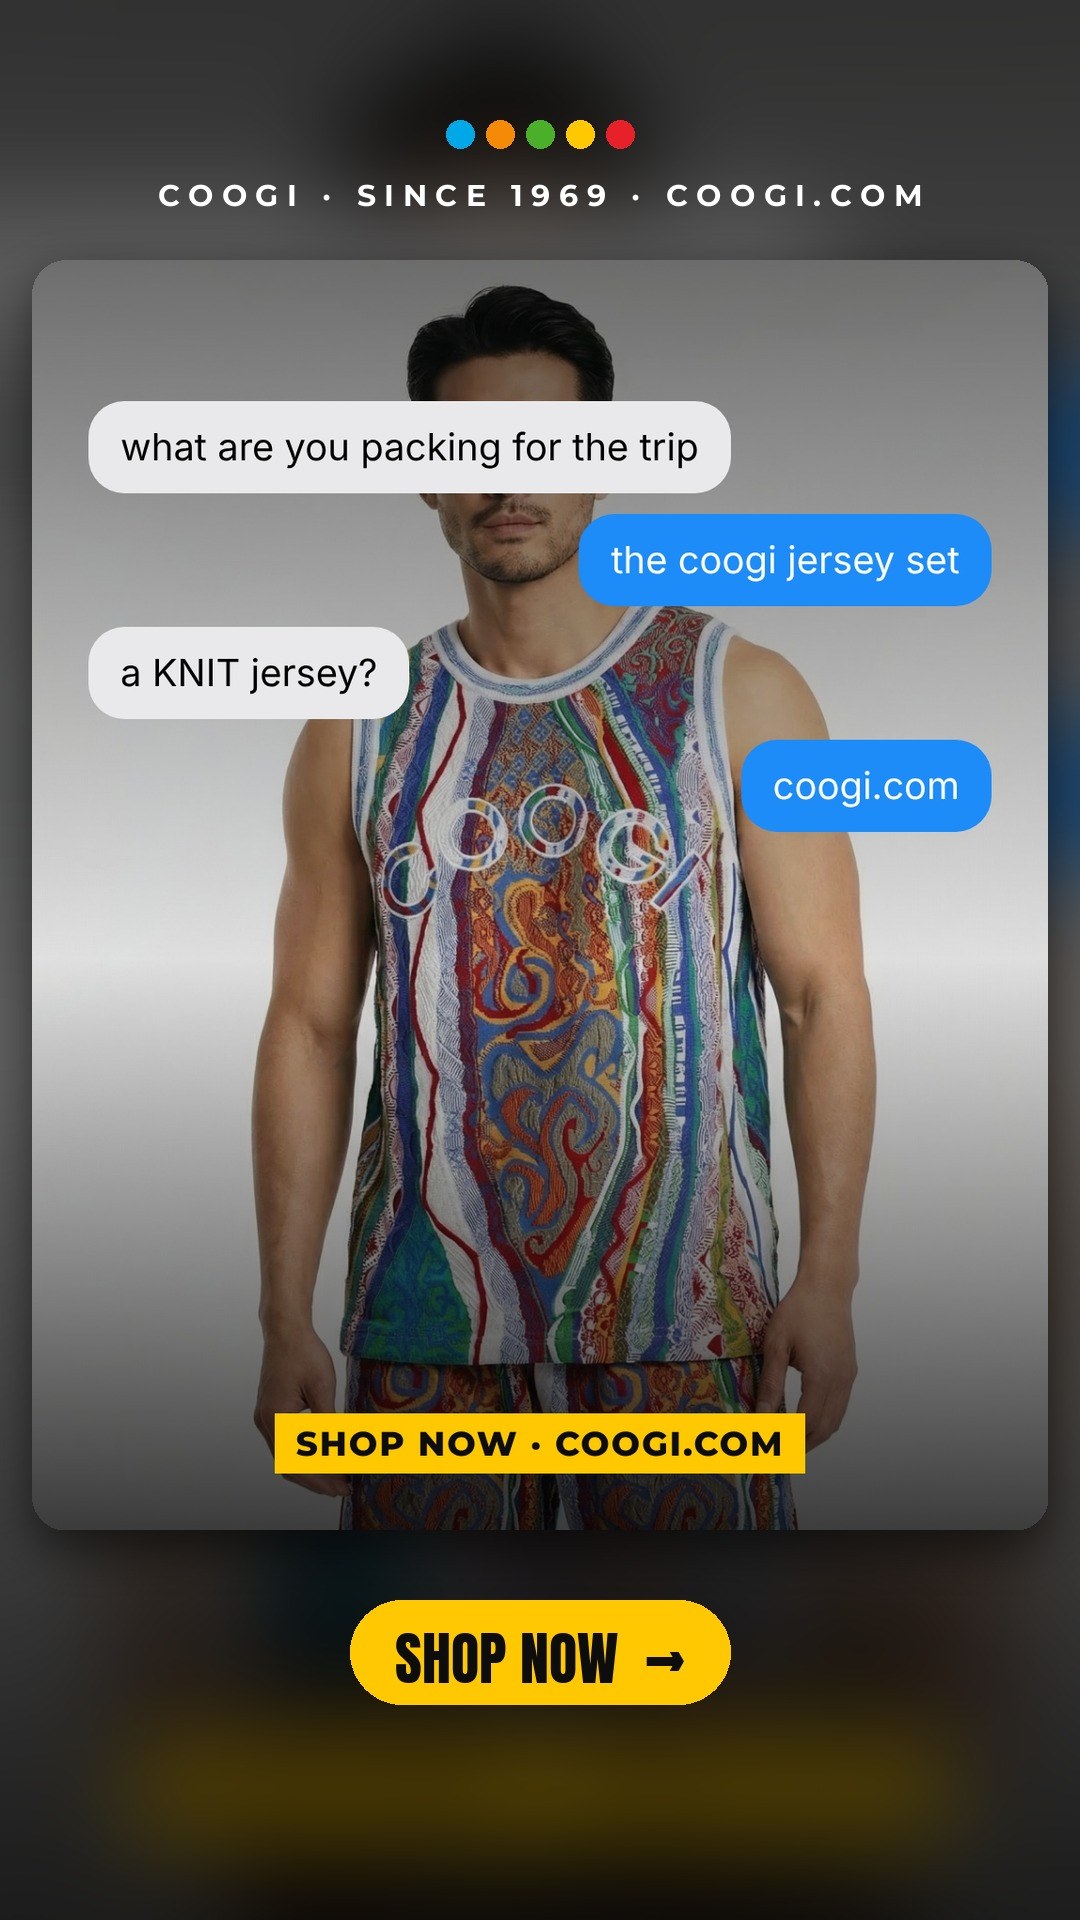 COOGI · SINCE 1969 · COOGI.COM
what are you packing for the trip
the coogi jersey set
a KNIT jersey?
coogi.com
COOGI
SHOP NOW · COOGI.COM
SHOP NOW →